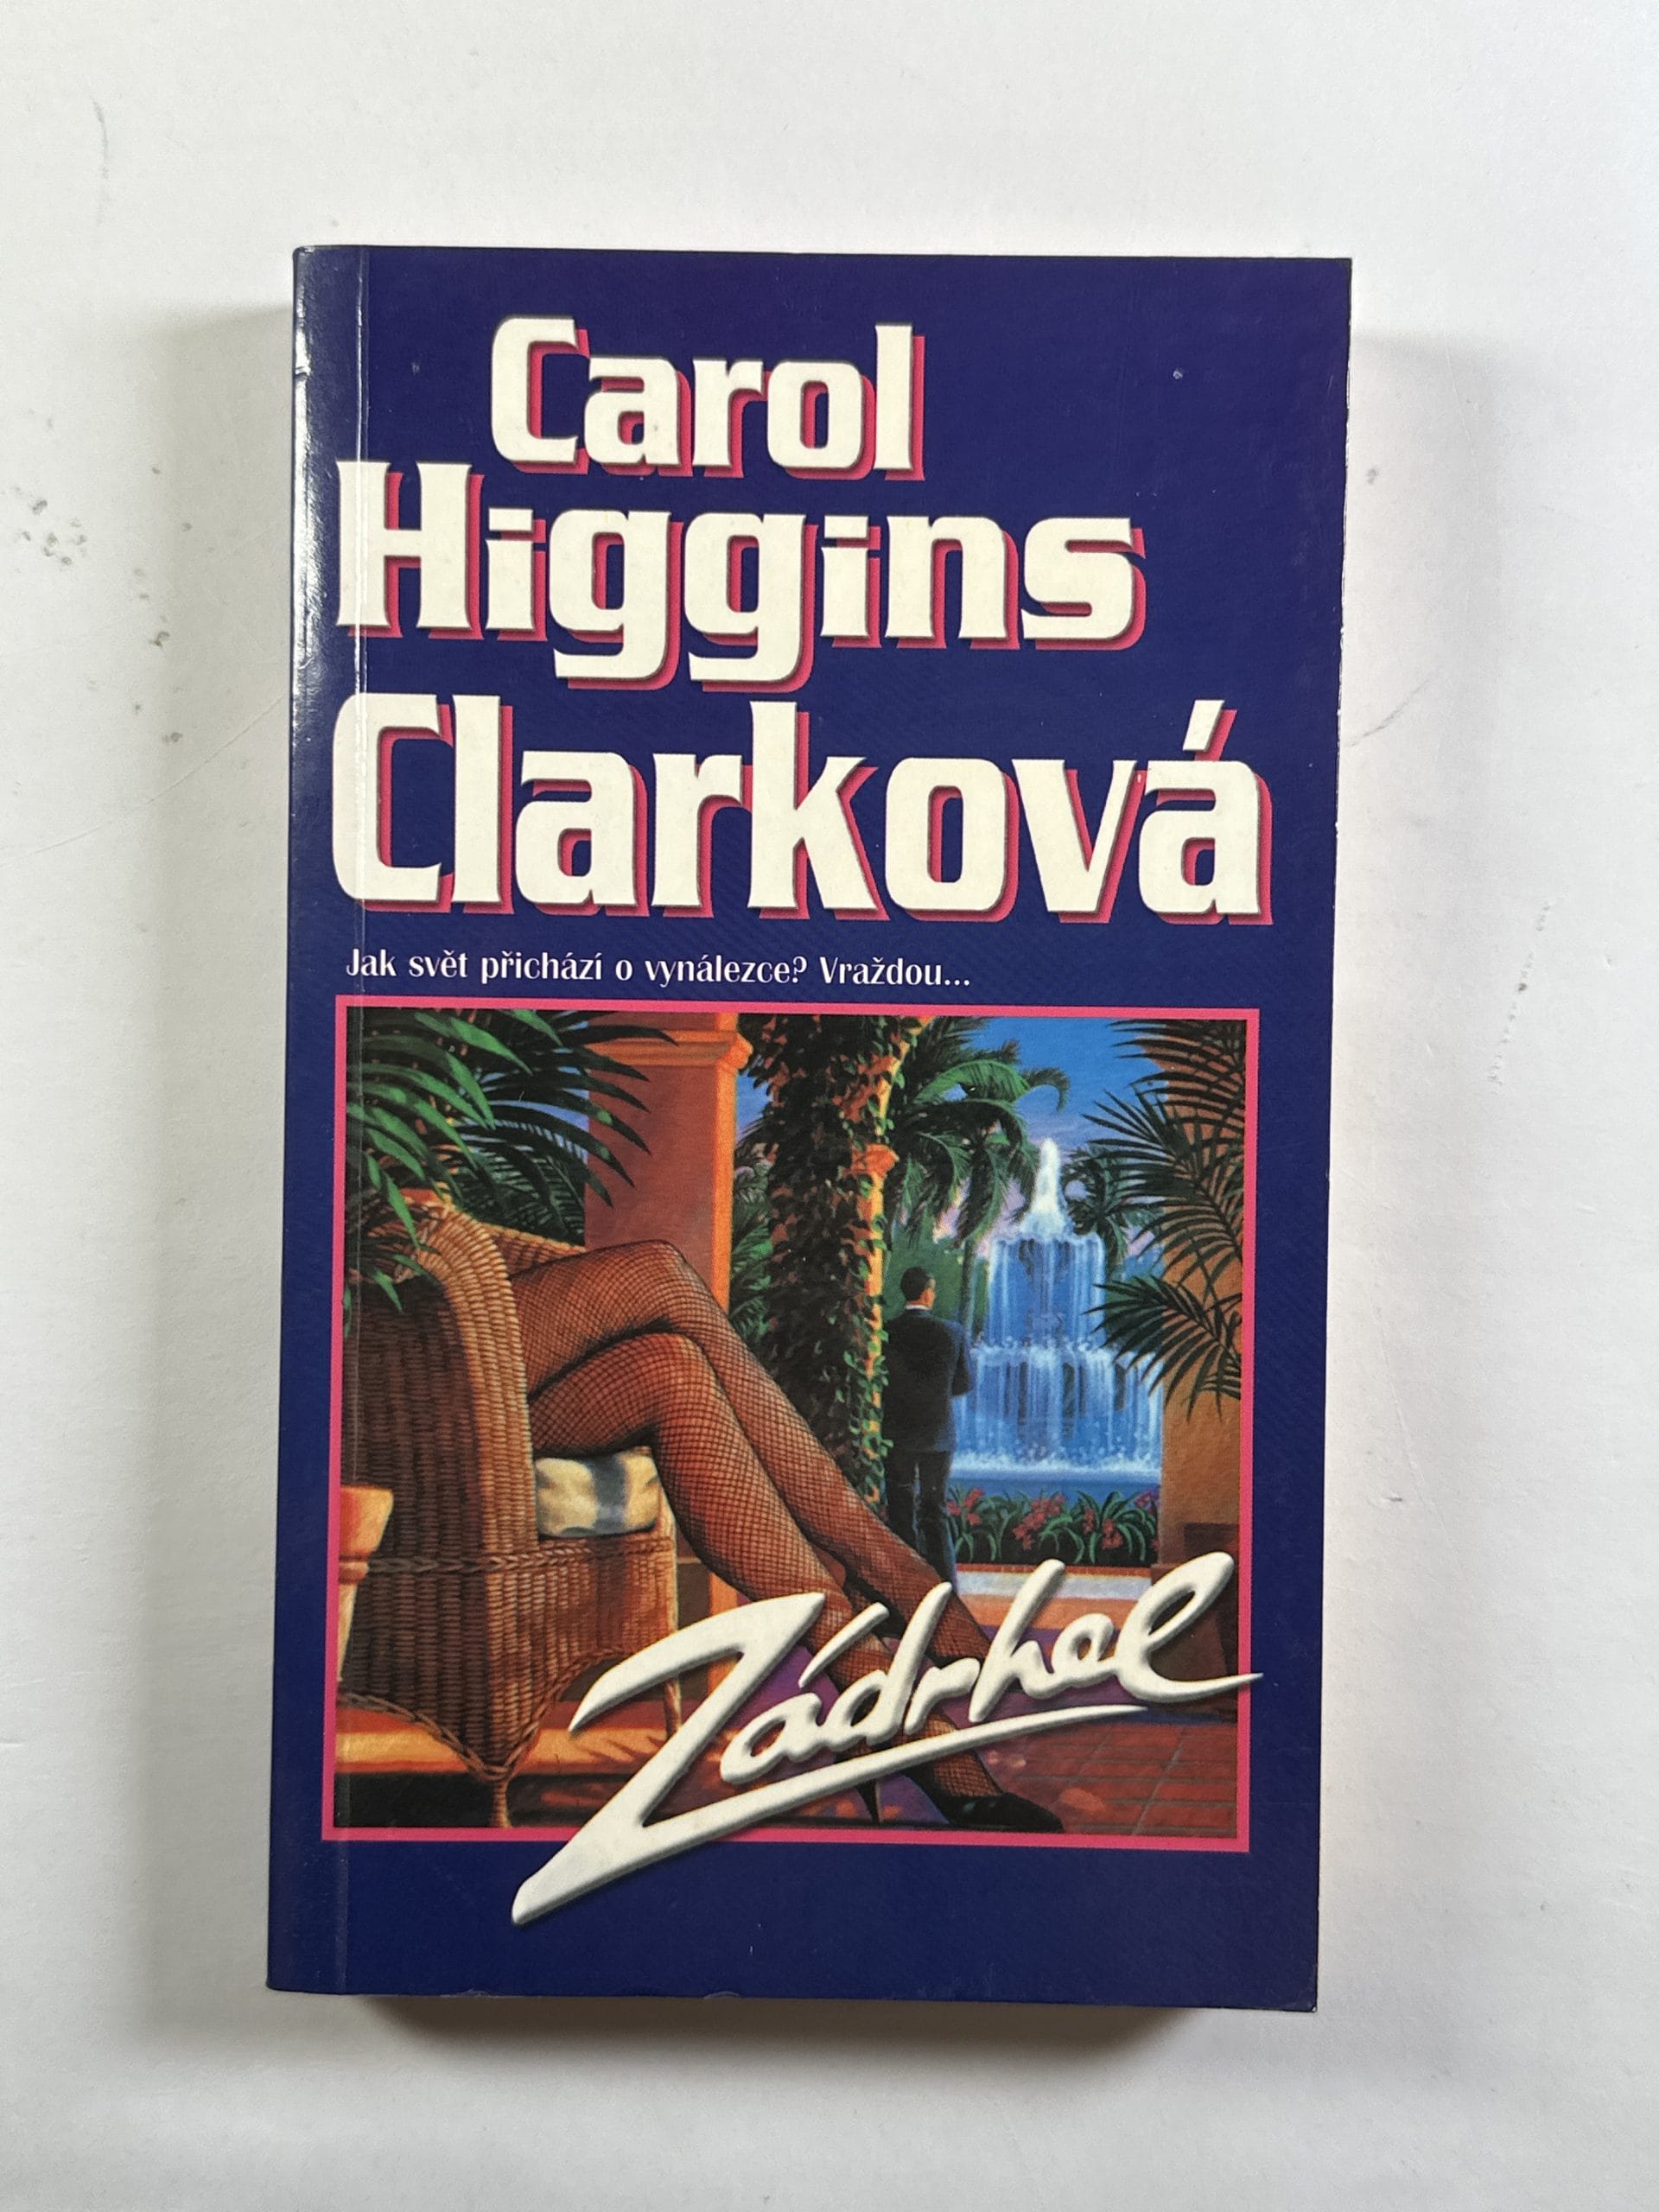 Carol
Higgins
Clarková
Jak svět přichází o vynálezce? Vraždou...
Zádrhel